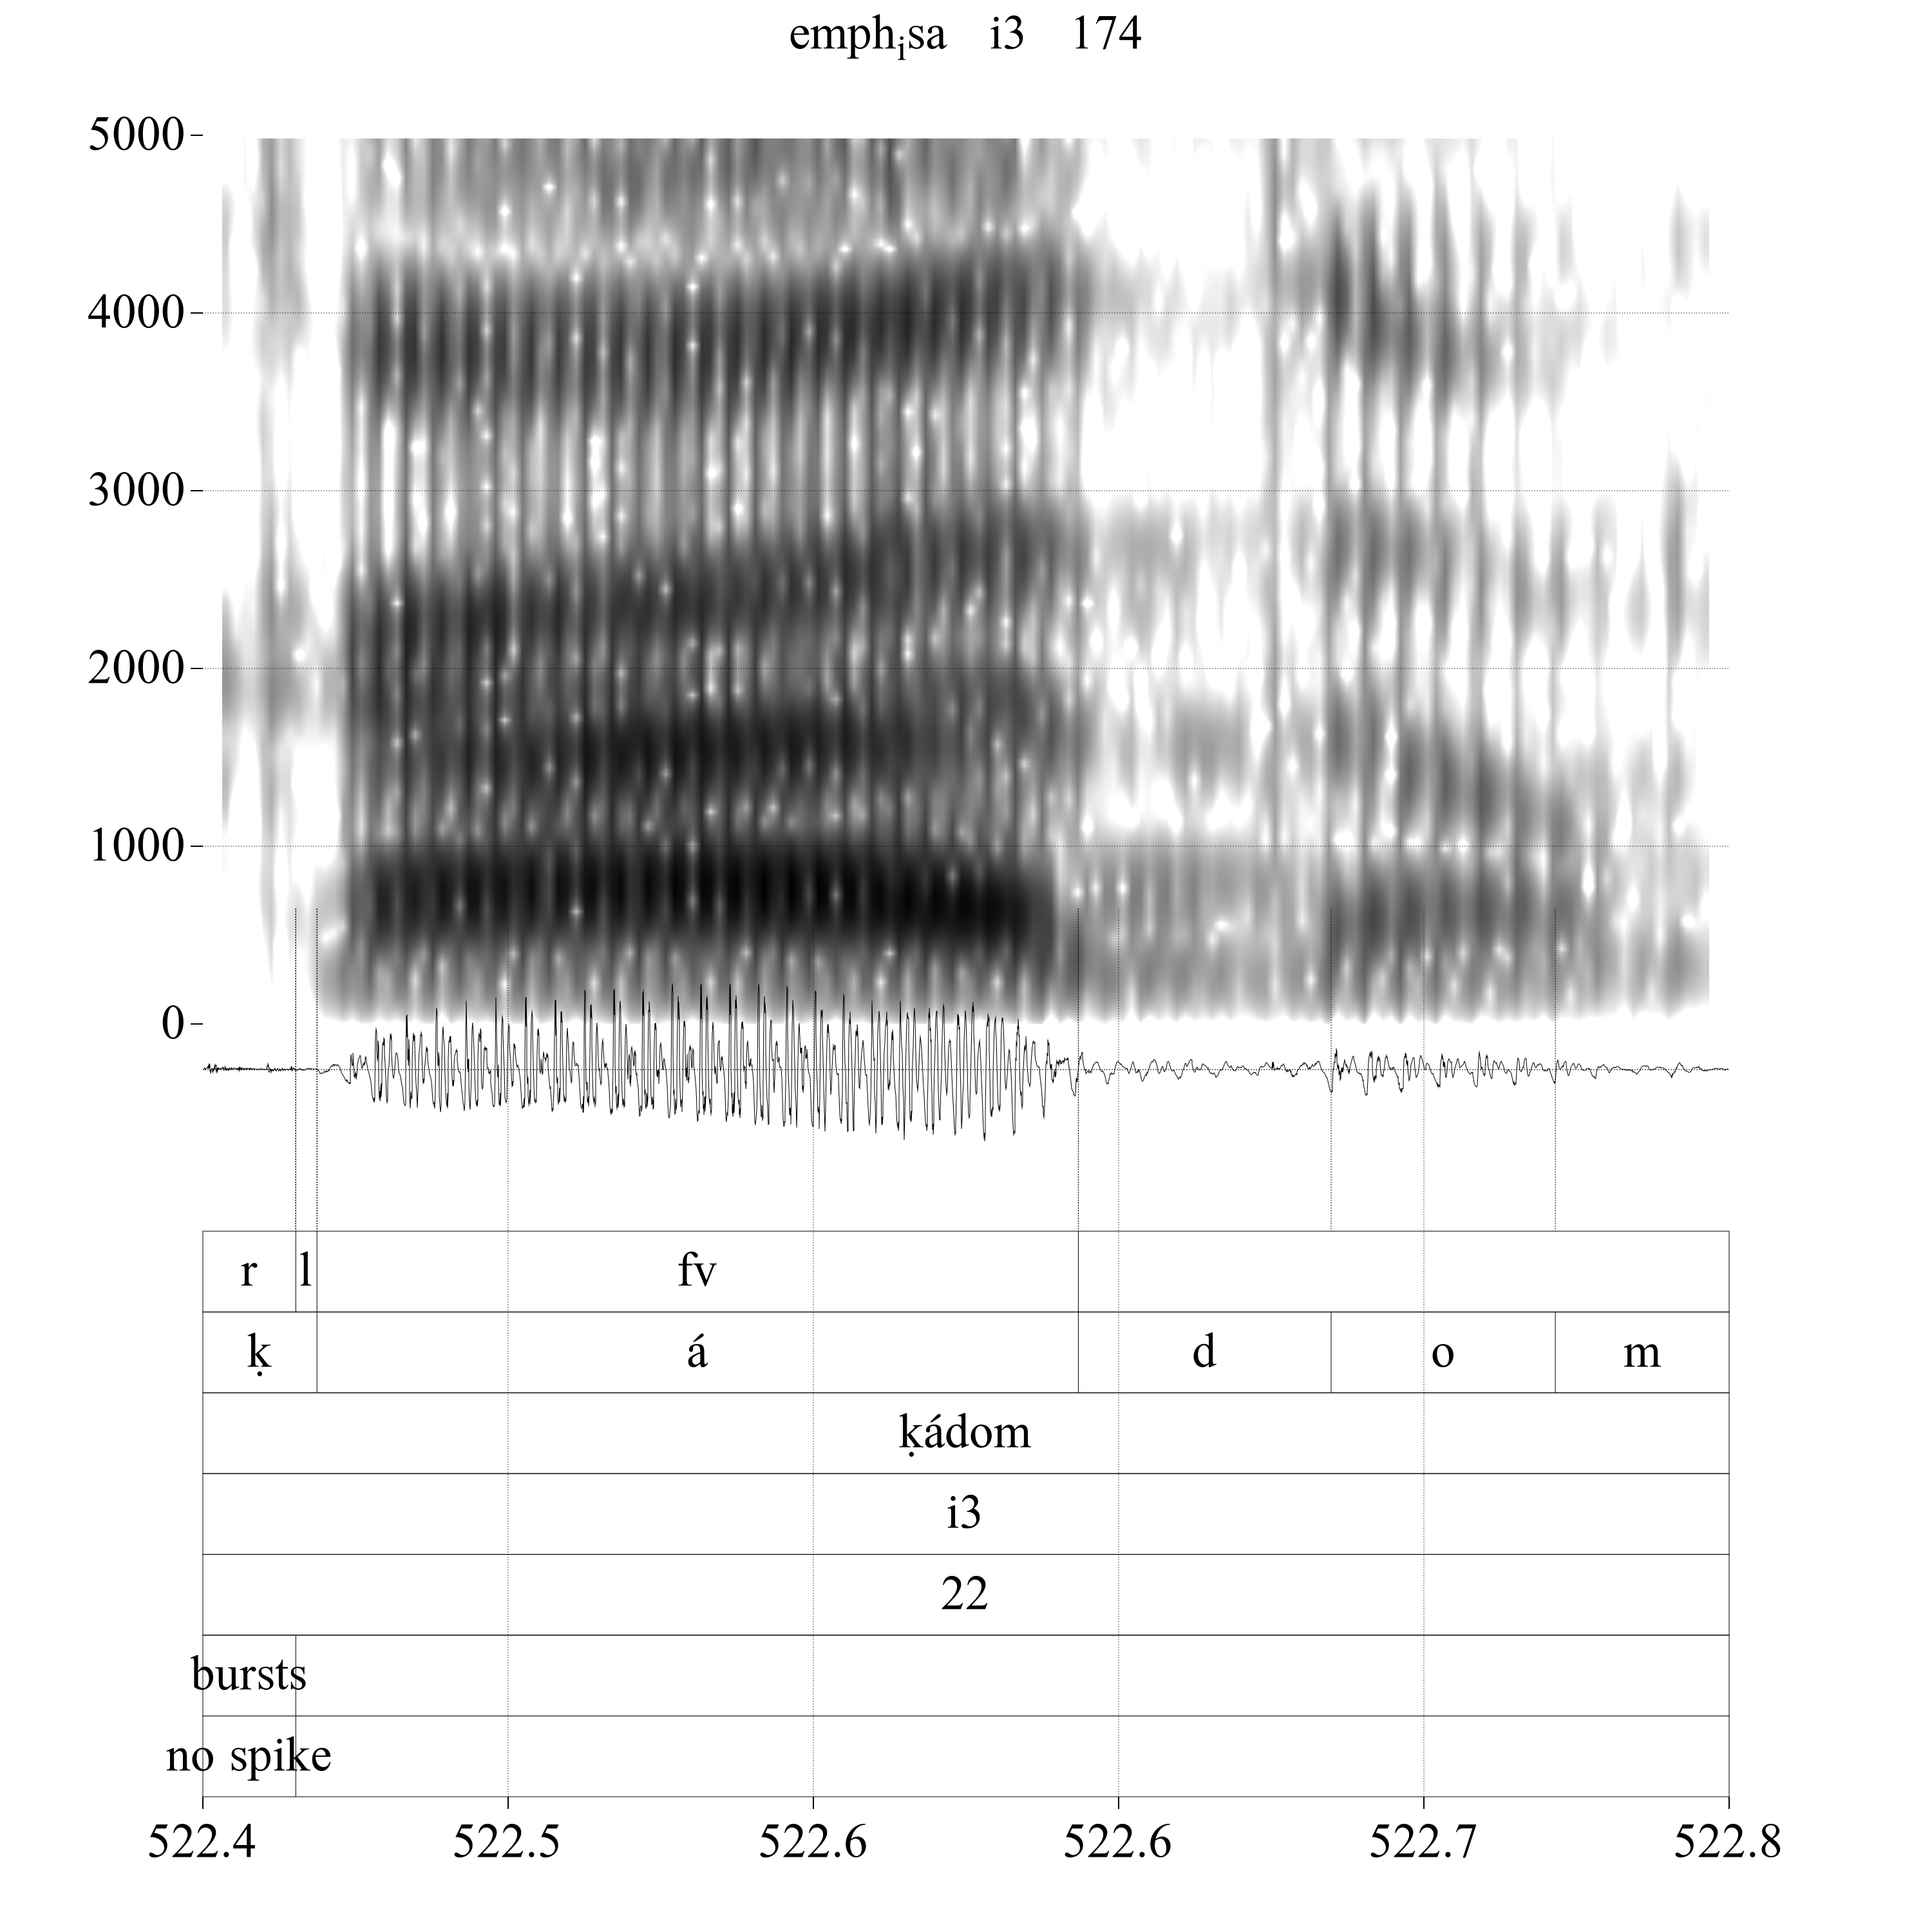 emphᵢsa i3 174
5000
4000
3000
2000
1000
0
r l fv
ḳ á d o m
ḳádom
i3
22
bursts
no spike
522.4 522.5 522.6 522.6 522.7 522.8